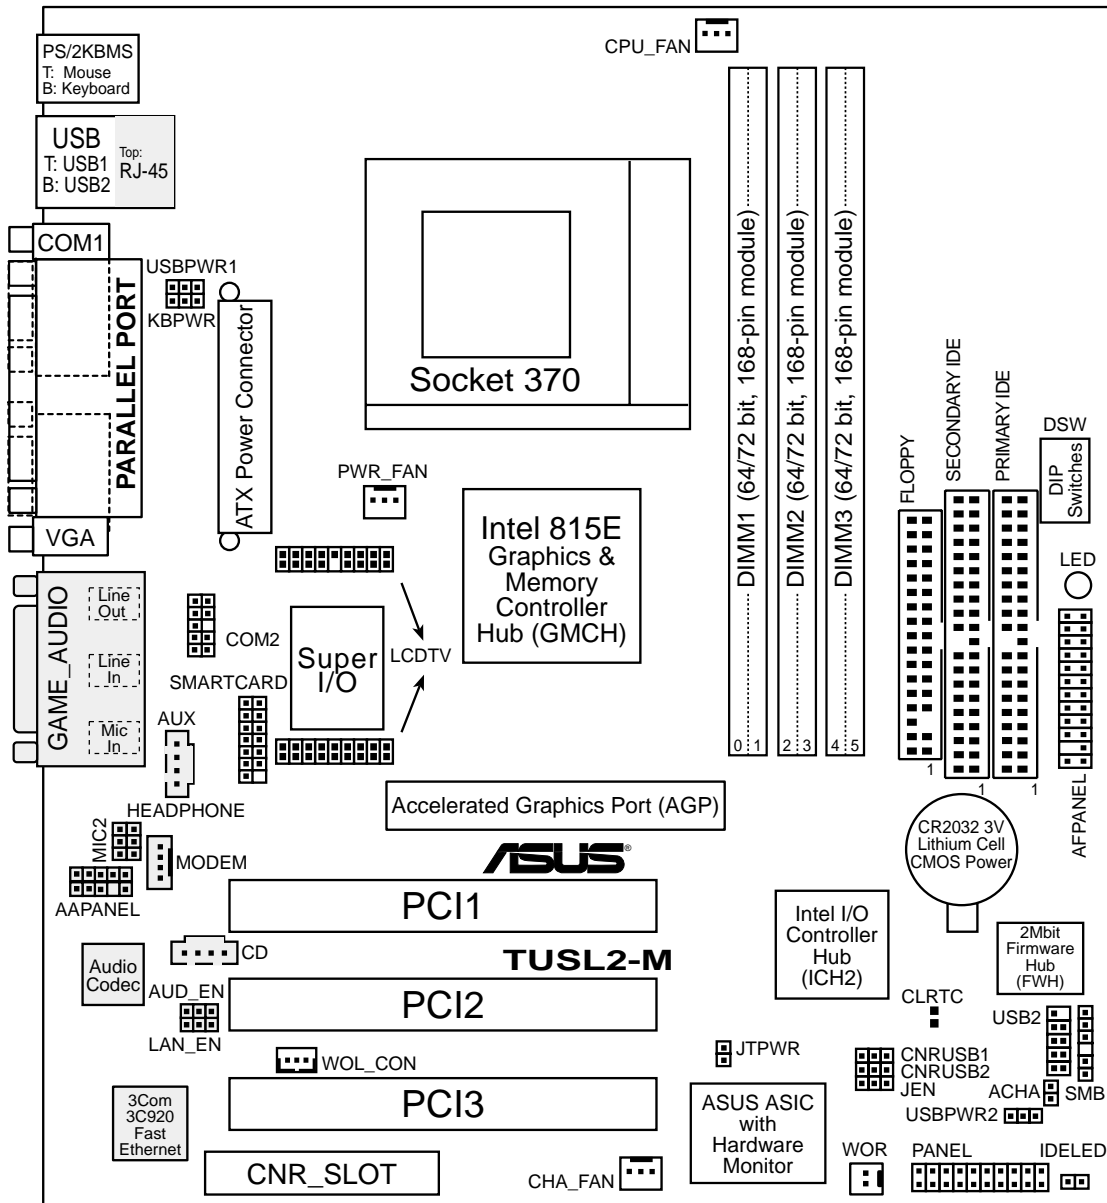 CPU_FAN
PS/2KBMS
T: Mouse
B: Keyboard
USB
T: USB1
B: USB2
Top:
RJ-45
COM1
PARALLEL PORT
VGA
USBPWR1
KBPWR
ATX Power Connector
Socket 370
DIMM1 (64/72 bit, 168-pin module)
DIMM2 (64/72 bit, 168-pin module)
DIMM3 (64/72 bit, 168-pin module)
0 1
2 3
4 5
FLOPPY
SECONDARY IDE
PRIMARY IDE
1
1
1
DSW
DIP
Switches
LED
AFPANEL
PWR_FAN
Intel 815E
Graphics &
Memory
Controller
Hub (GMCH)
GAME_AUDIO
Line
Out
Line
In
Mic
In
COM2
Super
I/O
LCDTV
SMARTCARD
AUX
HEADPHONE
MIC2
MODEM
AAPANEL
Accelerated Graphics Port (AGP)
ASUS®
CR2032 3V
Lithium Cell
CMOS Power
PCI1
CD
Audio
Codec
TUSL2-M
Intel I/O
Controller
Hub
(ICH2)
2Mbit
Firmware
Hub
(FWH)
AUD_EN
LAN_EN
PCI2
CLRTC
USB2
WOL_CON
JTPWR
CNRUSB1
CNRUSB2
JEN
ACHA
SMB
USBPWR2
3Com
3C920
Fast
Ethernet
PCI3
ASUS ASIC
with
Hardware
Monitor
CNR_SLOT
CHA_FAN
WOR
PANEL
IDELED